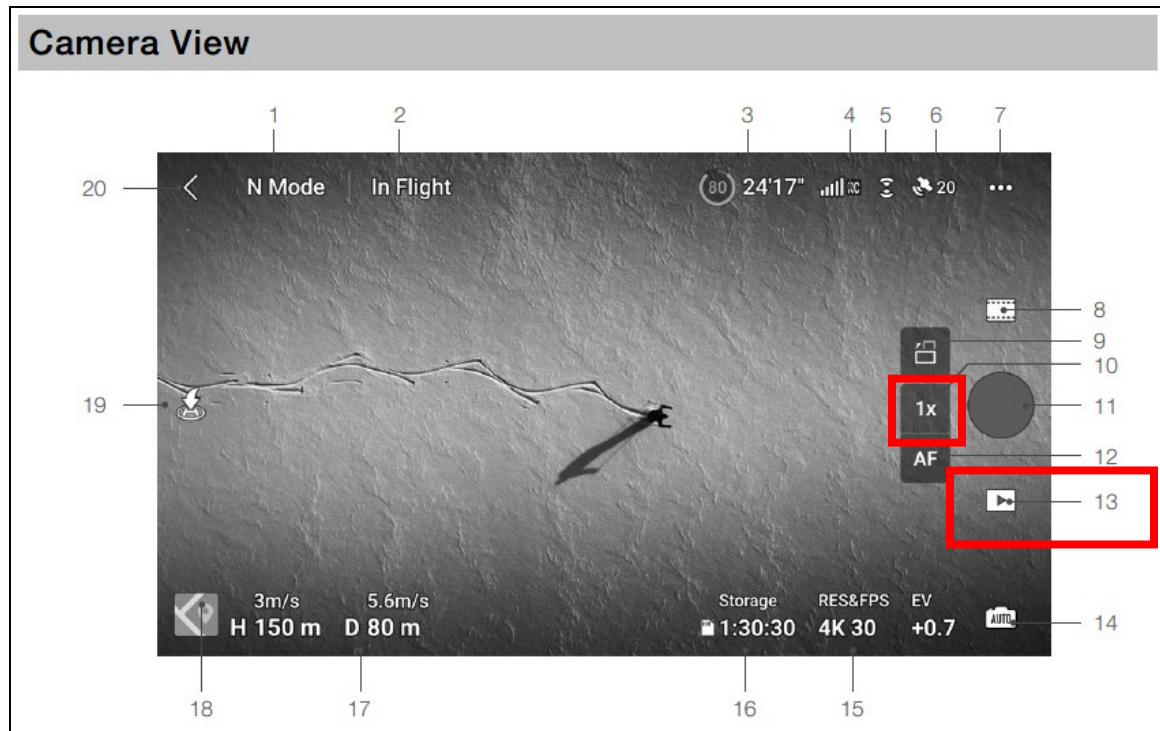 Camera View
1 2 3 4 5 6 7
20 N Mode In Flight 80 24'17" RC 20
8
9
10
19 1x 11
AF 12
13
3m/s 5.6m/s Storage RES&FPS EV
H 150 m D 80 m 1:30:30 4K 30 +0.7 AUTO 14
18 17 16 15